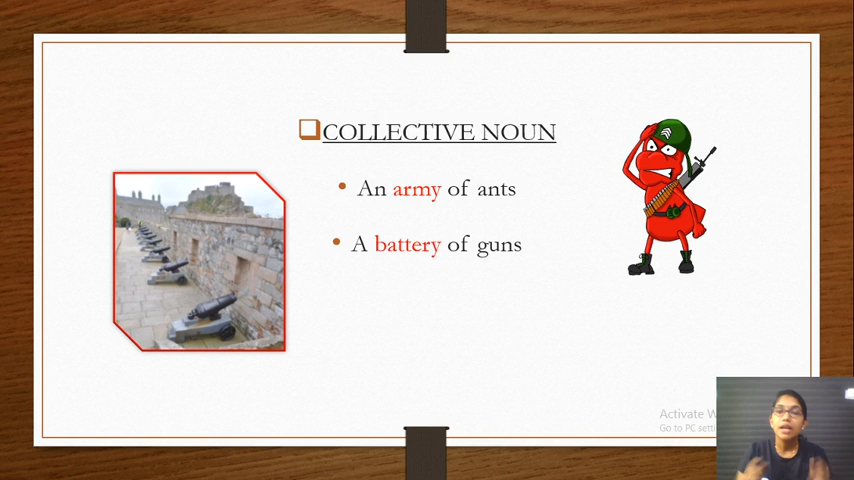 COLLECTIVE NOUN
An army of ants
A battery of guns
Activate W
Go to PC setti